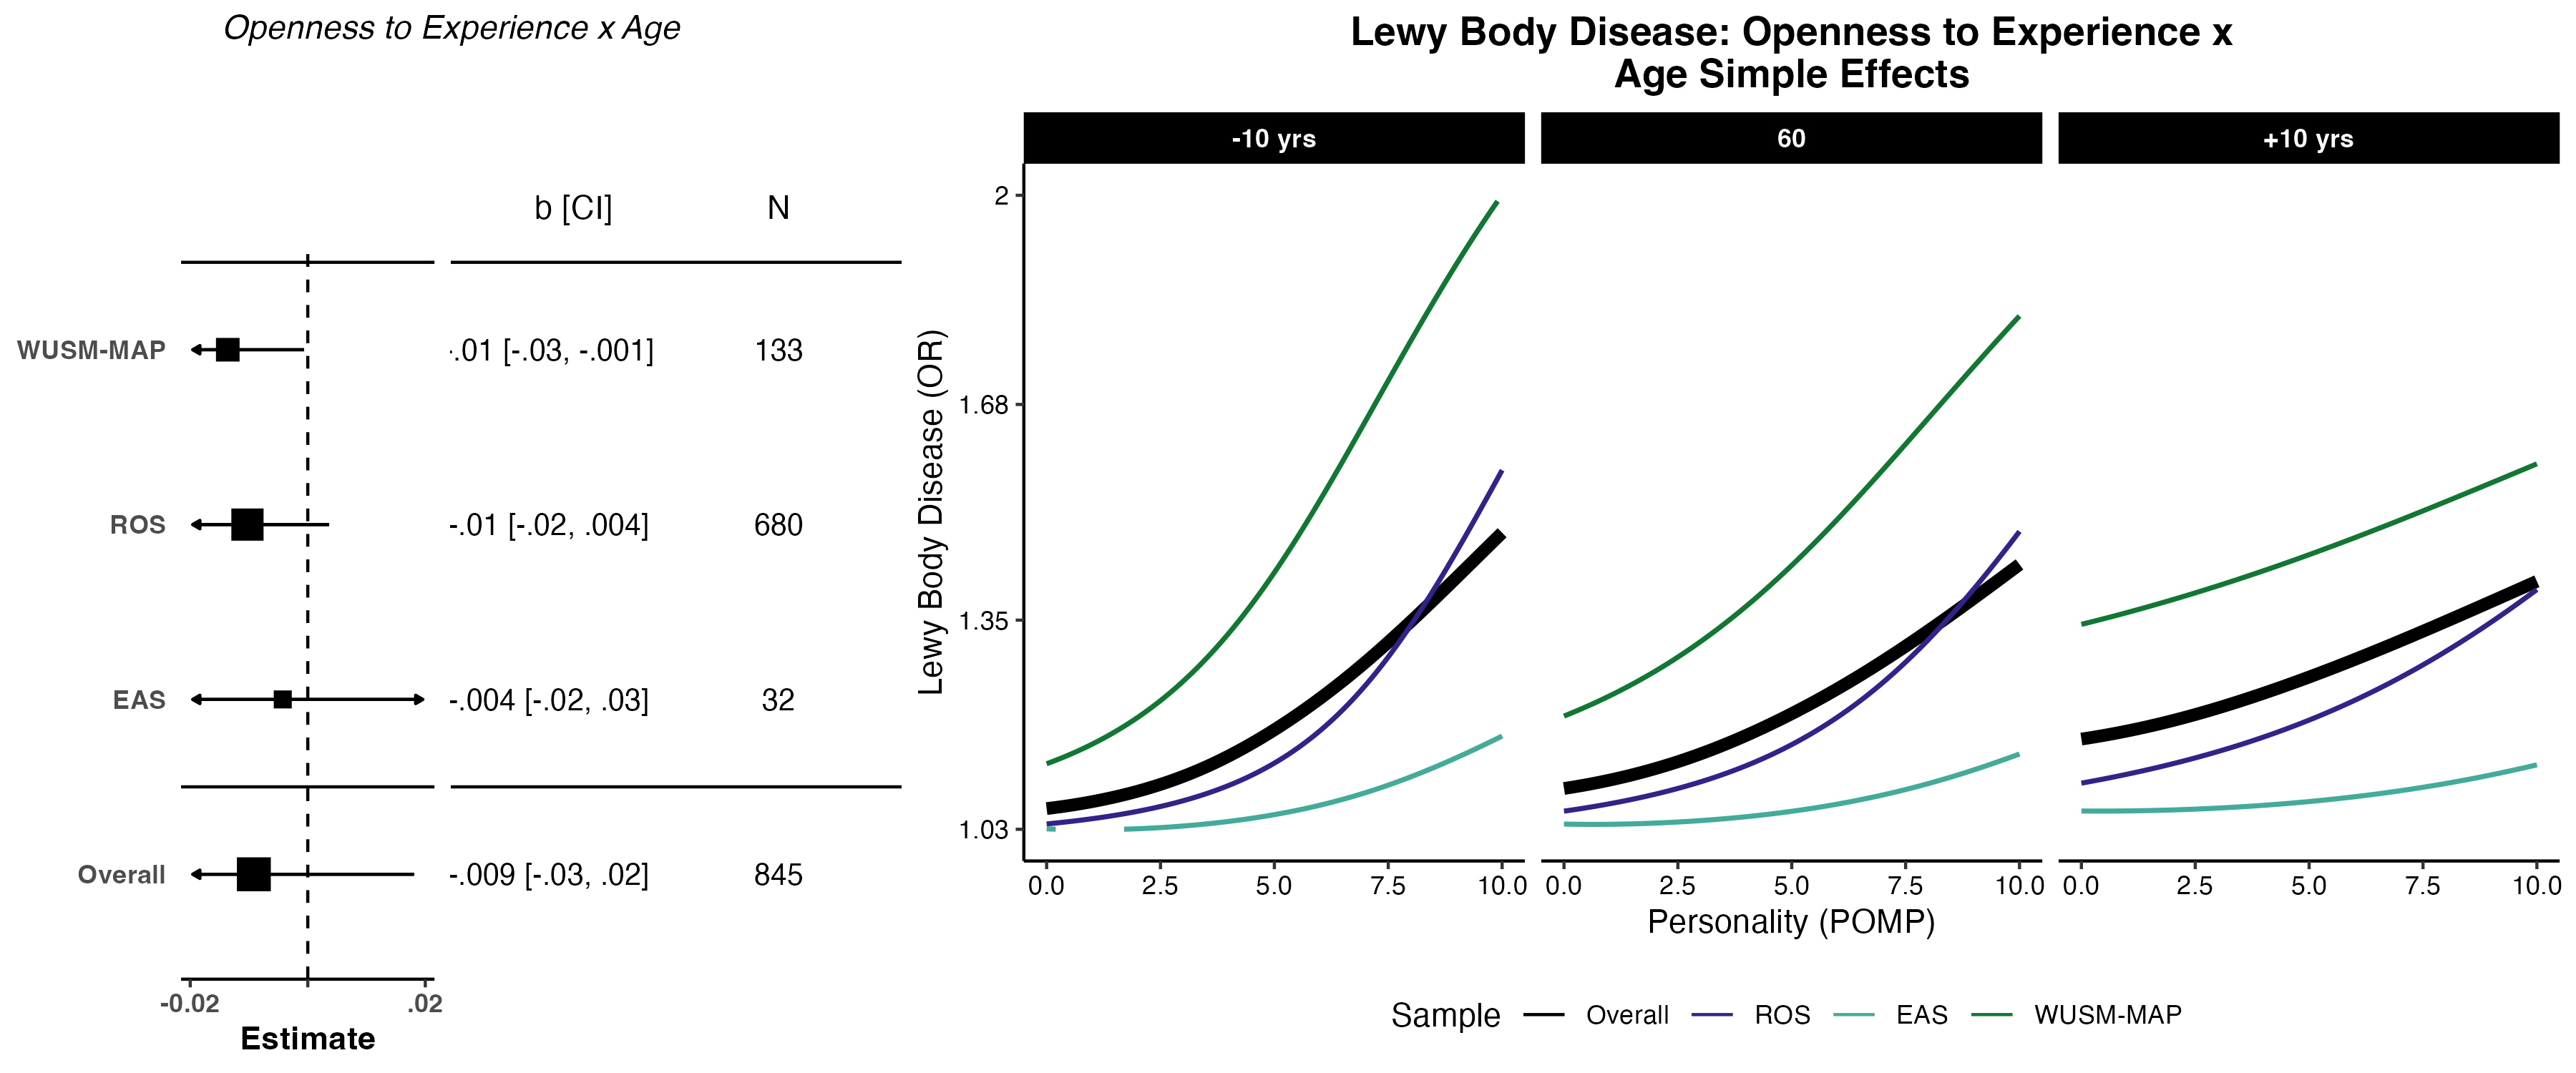 Openness to Experience x Age
b [CI] N
WUSM-MAP -.01 [-.03, -.001] 133
ROS -.01 [-.02, .004] 680
EAS -.004 [-.02, .03] 32
Overall -.009 [-.03, .02] 845
-0.02 .02
Estimate
Lewy Body Disease: Openness to Experience x
Age Simple Effects
-10 yrs 60 +10 yrs
Lewy Body Disease (OR)
2
1.68
1.35
1.03
0.0 2.5 5.0 7.5 10.0 0.0 2.5 5.0 7.5 10.0 0.0 2.5 5.0 7.5 10.0
Personality (POMP)
Sample Overall ROS EAS WUSM-MAP